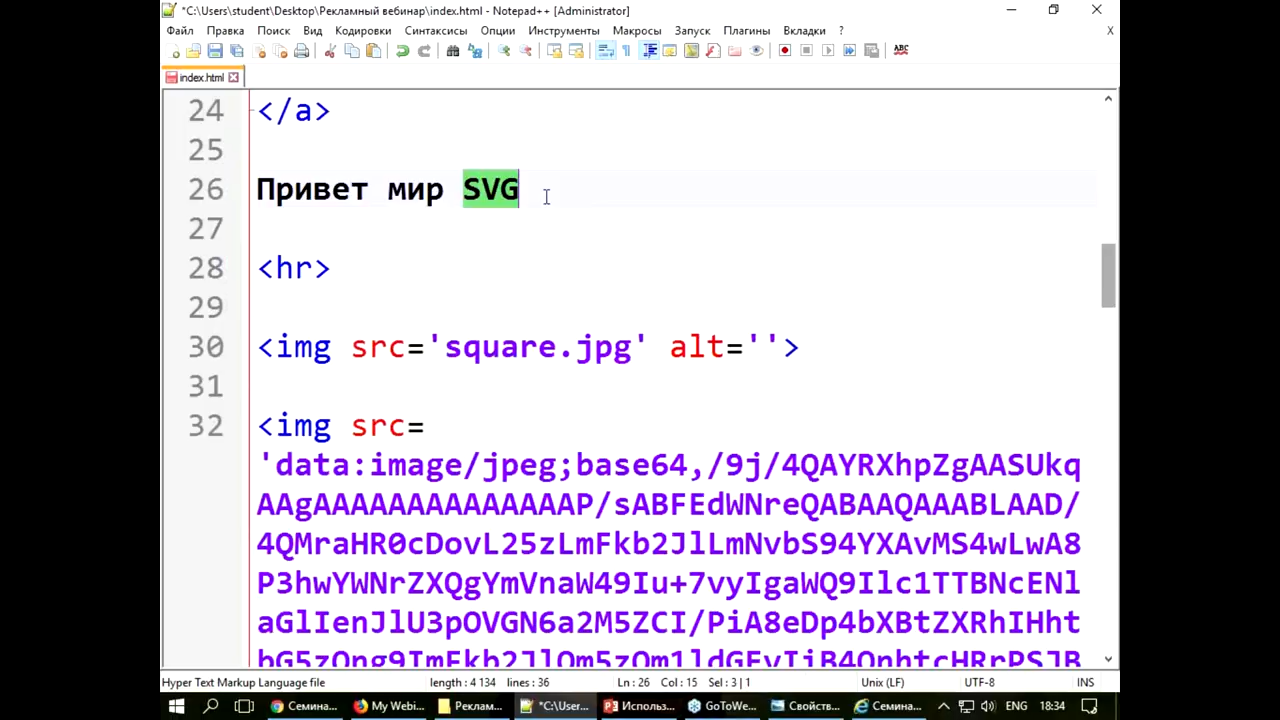 *C:\Users\student\Desktop\Рекламный вебинар\index.html - Notepad++ [Administrator]
Файл Правка Поиск Вид Кодировки Синтаксисы Опции Инструменты Макросы Запуск Плагины Вкладки ? X
ABC
index.html
24 </a>
25
26 Привет мир SVG
27
28 <hr>
29
30 <img src='square.jpg' alt=''>
31
32 <img src=
'data:image/jpeg;base64,/9j/4QAYRXhpZgAASUkq
AAgAAAAAAAAAAAAAAP/sABFEdWNreQABAAQAAABLAAD/
4QMraHR0cDovL25zLmFkb2JlLmNvbS94YXAvMS4wLwA8
P3hwYWNrZXQgYmVnaW49Iu+7vyIgaWQ9Ilc1TTBNcENl
aGlIenJlU3pOVGN6a2M5ZCI/PiA8eDp4bXBtZXRhIHht
bG5zOng9ImFkb2JlOm5zOm1ldGEvIiB4OnhtcHRrPSJB
Hyper Text Markup Language file length : 4 134 lines : 36 Ln : 26 Col : 15 Sel : 3 | 1 Unix (LF) UTF-8 INS
Семина... My Webi... Реклам... *C:\User... Использ... GoToWe... Свойств... Семина... ENG 18:34